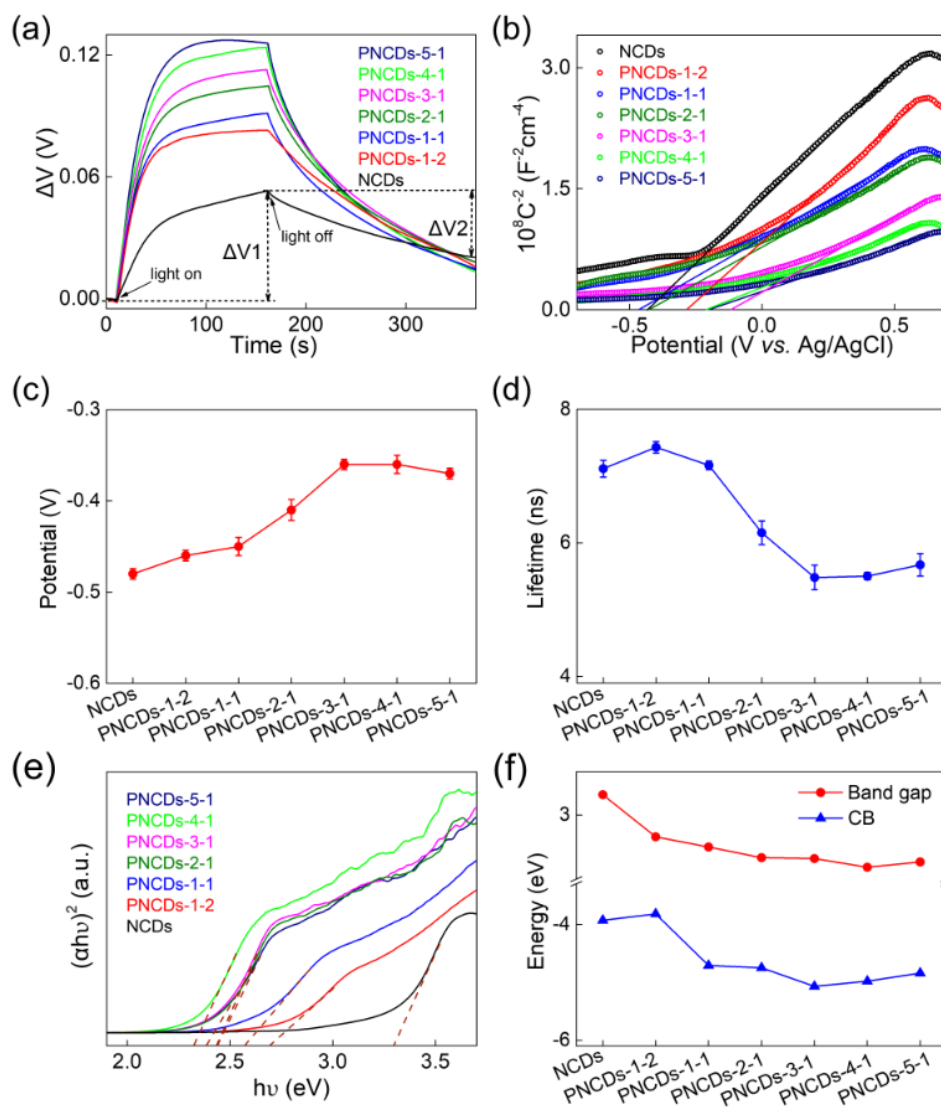 (a)
0.12
0.06
0.00
ΔV (V)
PNCDs-5-1
PNCDs-4-1
PNCDs-3-1
PNCDs-2-1
PNCDs-1-1
PNCDs-1-2
NCDs
light on
ΔV1
light off
ΔV2
0
100
200
300
Time (s)
(b)
3.0
1.5
0.0
10⁸C⁻² (F⁻²cm⁻⁴)
NCDs
PNCDs-1-2
PNCDs-1-1
PNCDs-2-1
PNCDs-3-1
PNCDs-4-1
PNCDs-5-1
-0.5
0.0
0.5
Potential (V vs. Ag/AgCl)
(c)
-0.3
-0.4
-0.5
-0.6
Potential (V)
NCDs
PNCDs-1-2
PNCDs-1-1
PNCDs-2-1
PNCDs-3-1
PNCDs-4-1
PNCDs-5-1
(d)
8
6
4
Lifetime (ns)
NCDs
PNCDs-1-2
PNCDs-1-1
PNCDs-2-1
PNCDs-3-1
PNCDs-4-1
PNCDs-5-1
(e)
(αhυ)² (a.u.)
PNCDs-5-1
PNCDs-4-1
PNCDs-3-1
PNCDs-2-1
PNCDs-1-1
PNCDs-1-2
NCDs
2.0
2.5
3.0
3.5
hυ (eV)
(f)
3
-4
-6
Energy (eV)
Band gap
CB
NCDs
PNCDs-1-2
PNCDs-1-1
PNCDs-2-1
PNCDs-3-1
PNCDs-4-1
PNCDs-5-1